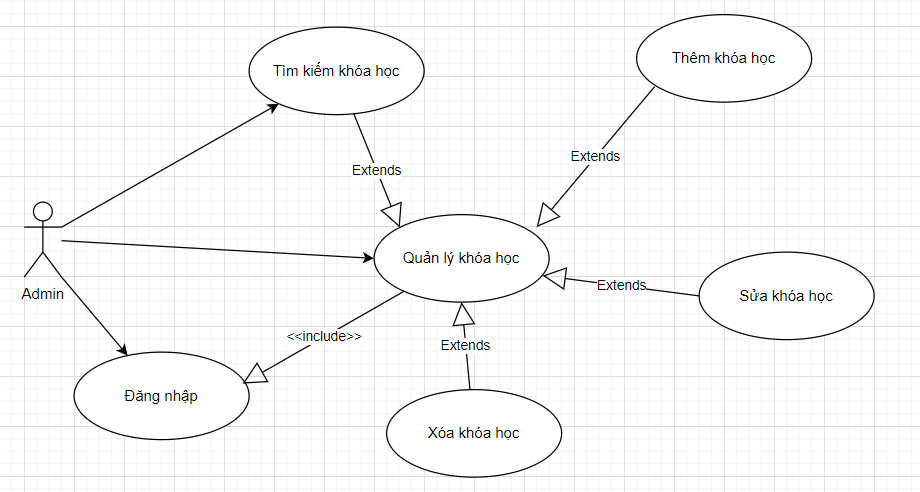 Tìm kiếm khóa học
Thêm khóa học
Extends
Extends
Quản lý khóa học
Admin
Extends
Sửa khóa học
<<include>>
Extends
Đăng nhập
Xóa khóa học